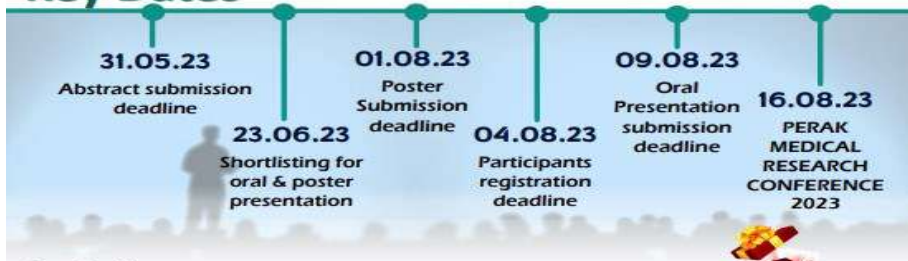 Key Dates
31.05.23
Abstract submission
deadline
23.06.23
Shortlisting for
oral & poster
presentation
01.08.23
Poster
Submission
deadline
04.08.23
Participants
registration
deadline
09.08.23
Oral
Presentation
submission
deadline
16.08.23
PERAK
MEDICAL
RESEARCH
CONFERENCE
2023